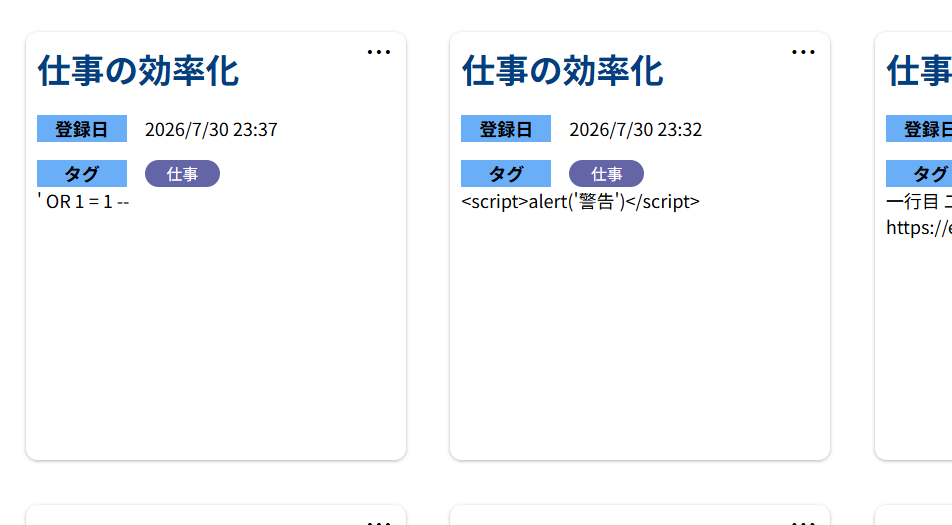 仕事の効率化
登録日 2026/7/30 23:37
タグ 仕事
' OR 1 = 1 --
仕事の効率化
登録日 2026/7/30 23:32
タグ 仕事
<script>alert('警告')</script>
仕事
登録
タグ
一行目
https://e